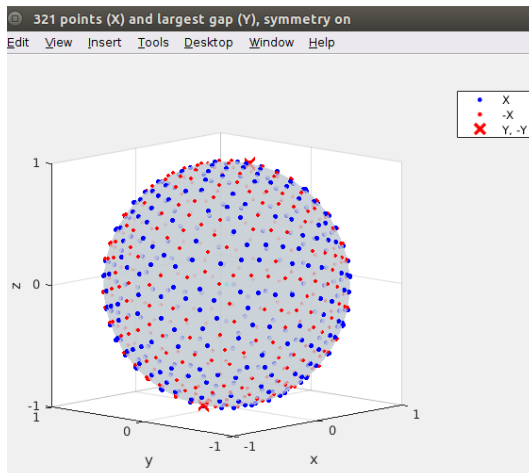 321 points (X) and largest gap (Y), symmetry on
Edit View Insert Tools Desktop Window Help
X
-X
Y, -Y
1
0
-1
z
1
0
-1
y
-1
0
1
x